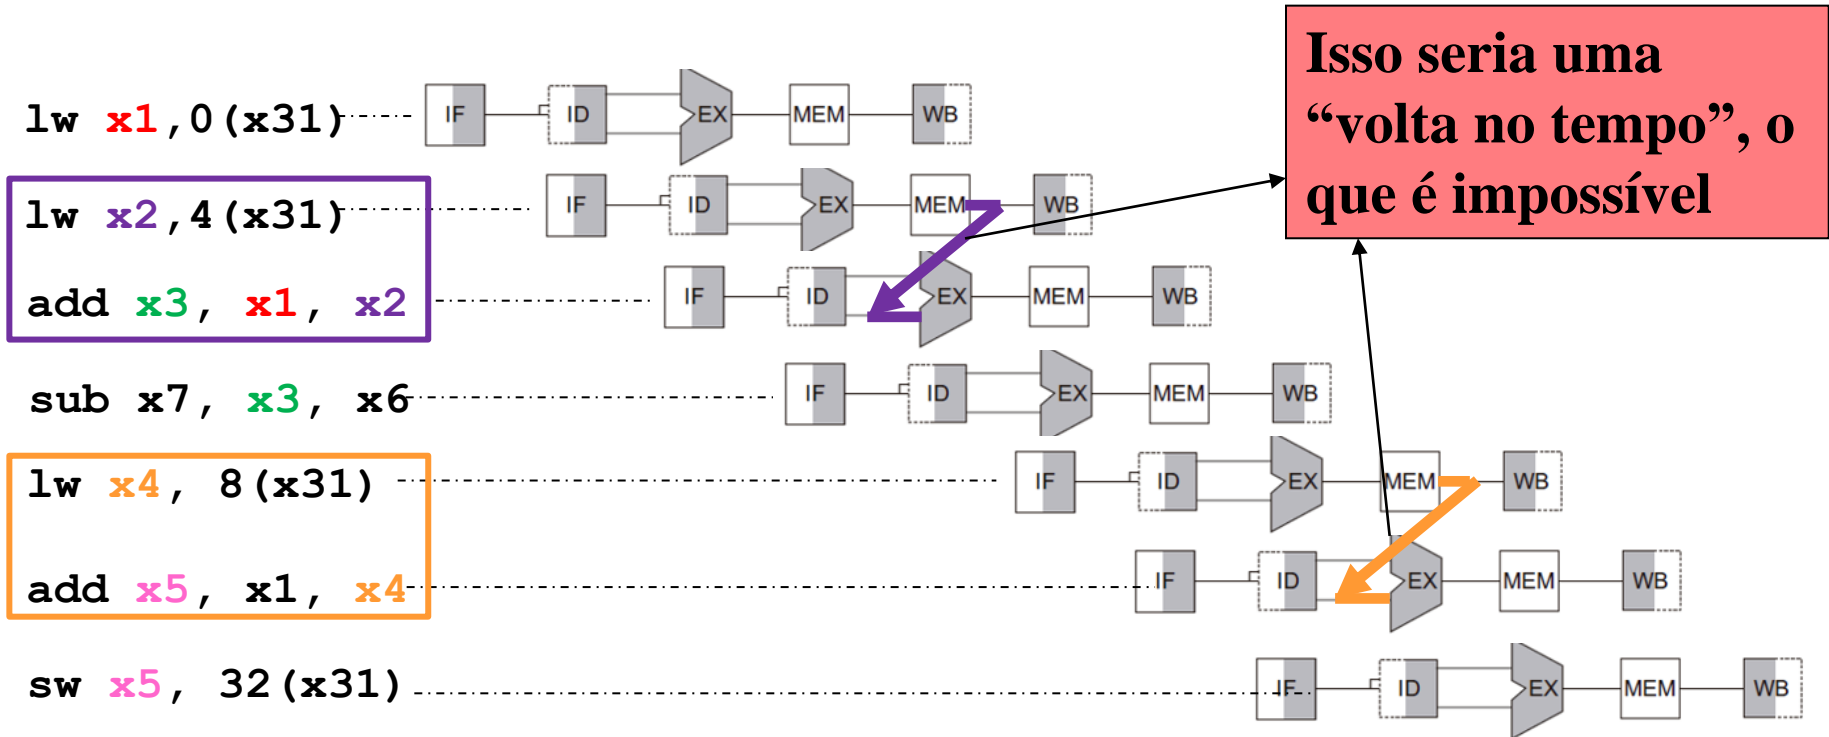 Isso seria uma
“volta no tempo”, o
que é impossível
lw x1,0(x31) IF ID EX MEM WB
lw x2,4(x31) IF ID EX MEM WB
add x3, x1, x2 IF ID EX MEM WB
sub x7, x3, x6 IF ID EX MEM WB
lw x4, 8(x31) IF ID EX MEM WB
add x5, x1, x4 IF ID EX MEM WB
sw x5, 32(x31) IF ID EX MEM WB